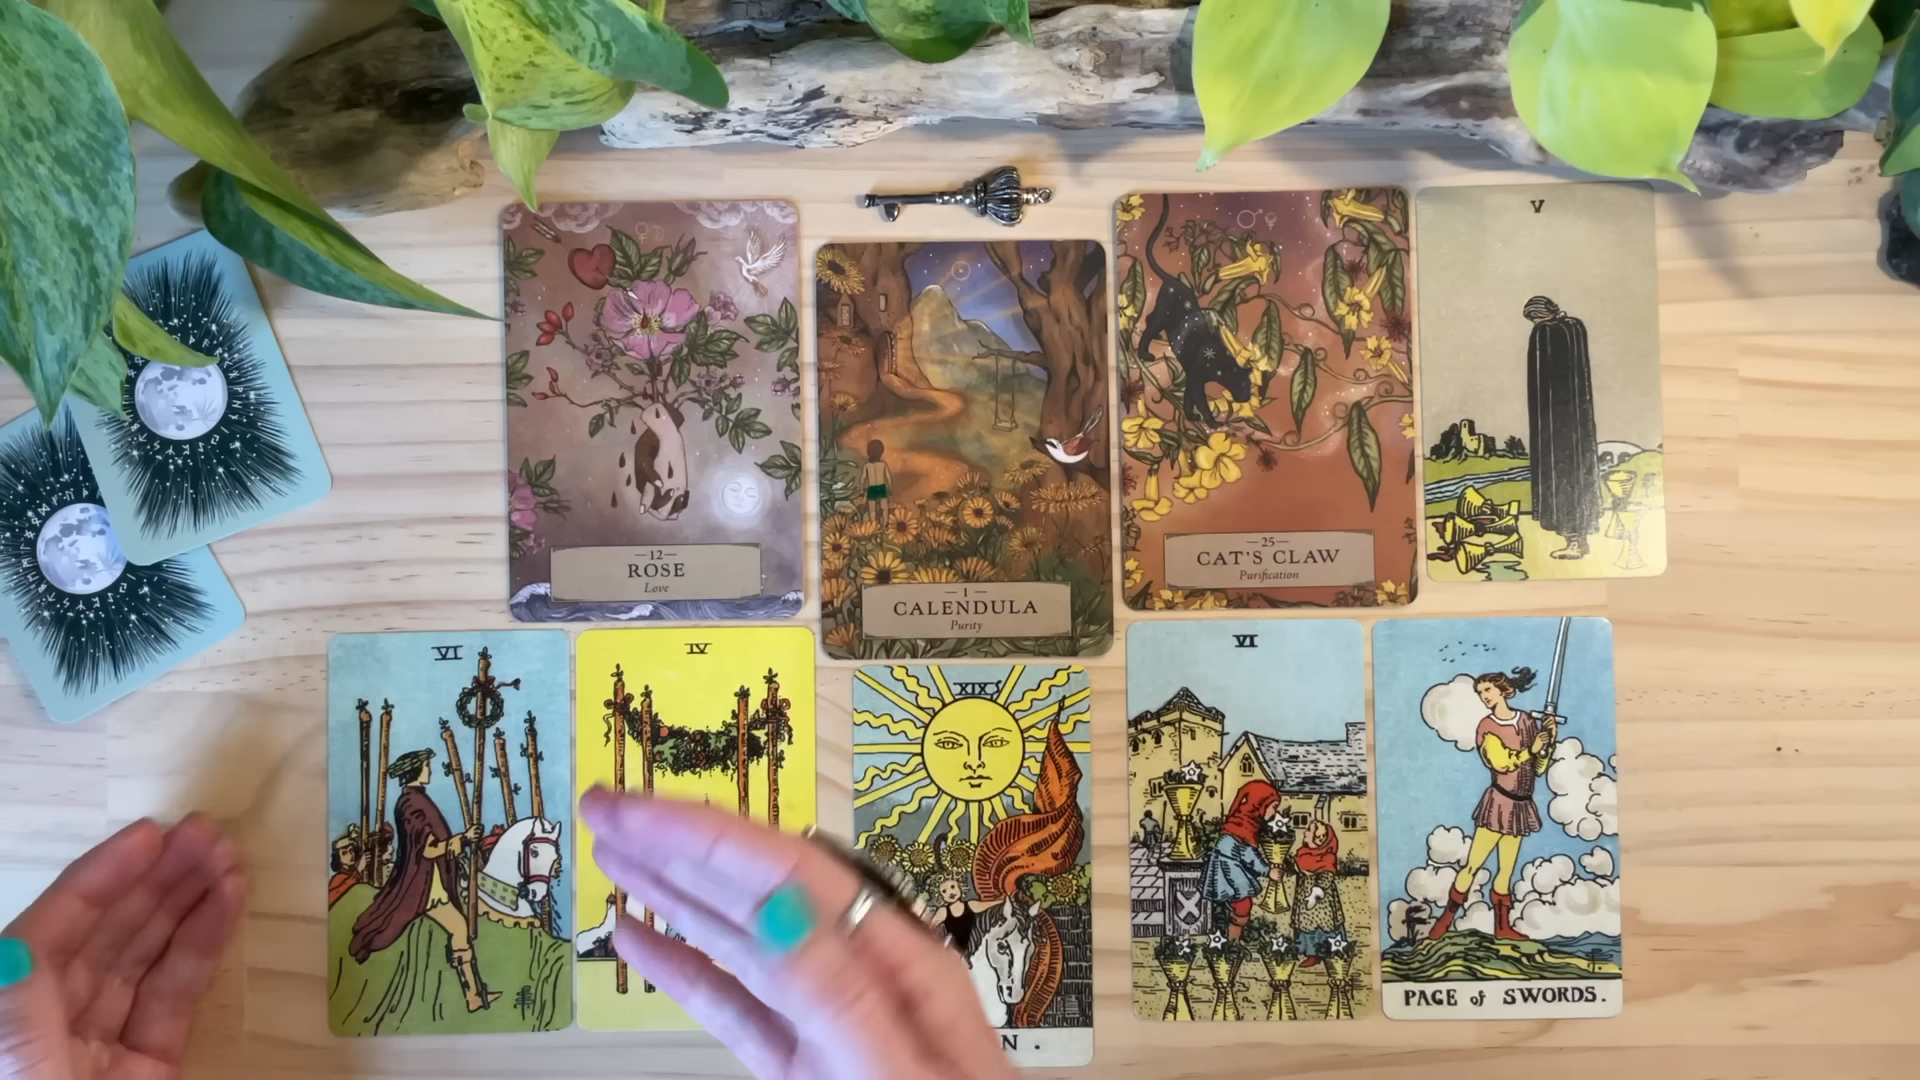 V
—12—
ROSE
Love
—1—
CALENDULA
Purity
—25—
CAT'S CLAW
Purification
VI
IV
XIX
N .
VI
PAGE of SWORDS.